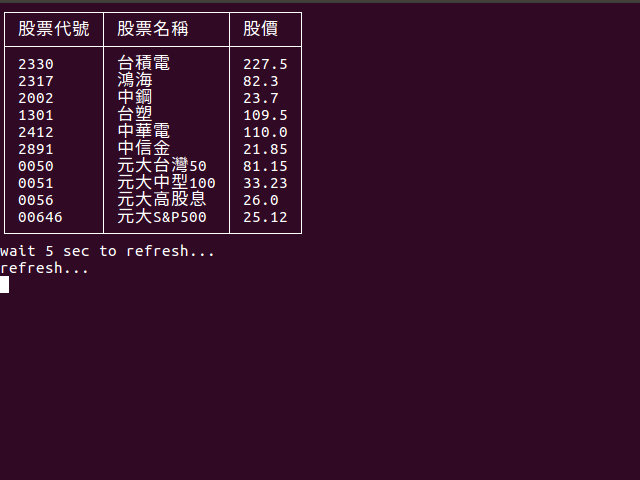 股票代號 股票名稱 股價
2330 台積電 227.5
2317 鴻海 82.3
2002 中鋼 23.7
1301 台塑 109.5
2412 中華電 110.0
2891 中信金 21.85
0050 元大台灣50 81.15
0051 元大中型100 33.23
0056 元大高股息 26.0
00646 元大S&P500 25.12
wait 5 sec to refresh...
refresh...